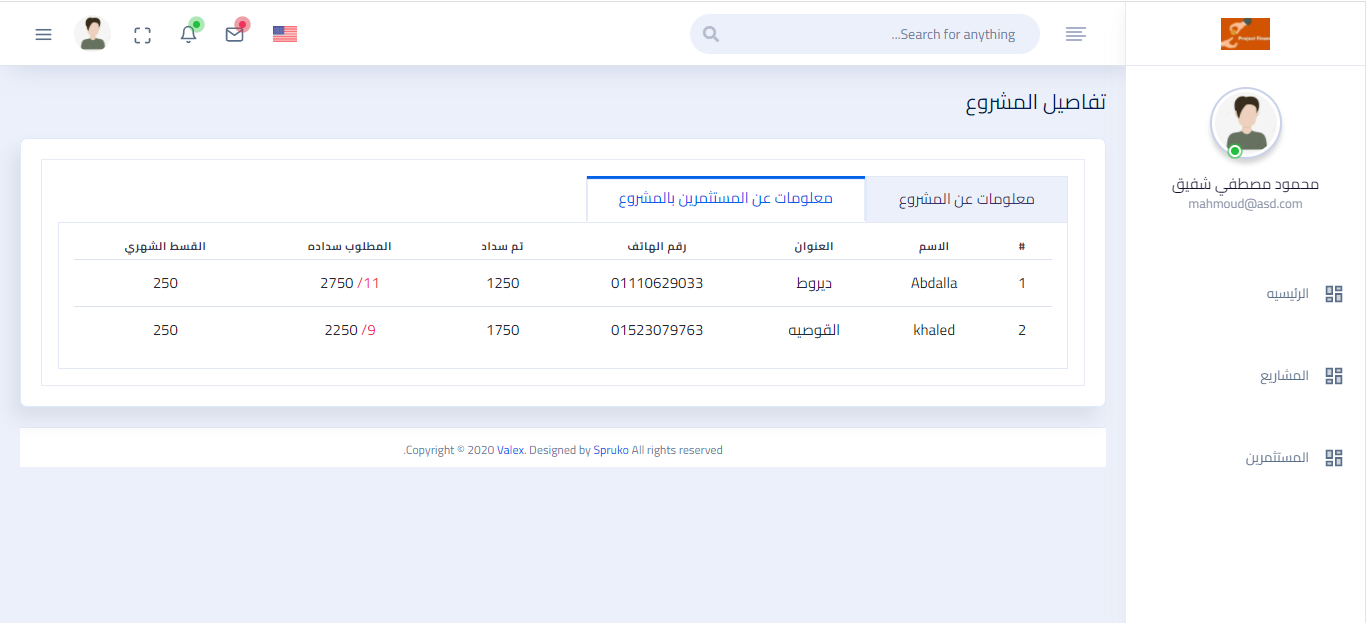 Search for anything...
Project Finan
تفاصيل المشروع
محمود مصطفي شفيق
mahmoud@asd.com
الرئيسيه
المشاريع
المستثمرين
معلومات عن المشروع
معلومات عن المستثمرين بالمشروع
# الاسم العنوان رقم الهاتف تم سداد المطلوب سداده القسط الشهري
1 Abdalla ديروط 01110629033 1250 2750 /11 250
2 khaled القوصيه 01523079763 1750 2250 /9 250
Copyright © 2020 Valex. Designed by Spruko All rights reserved.